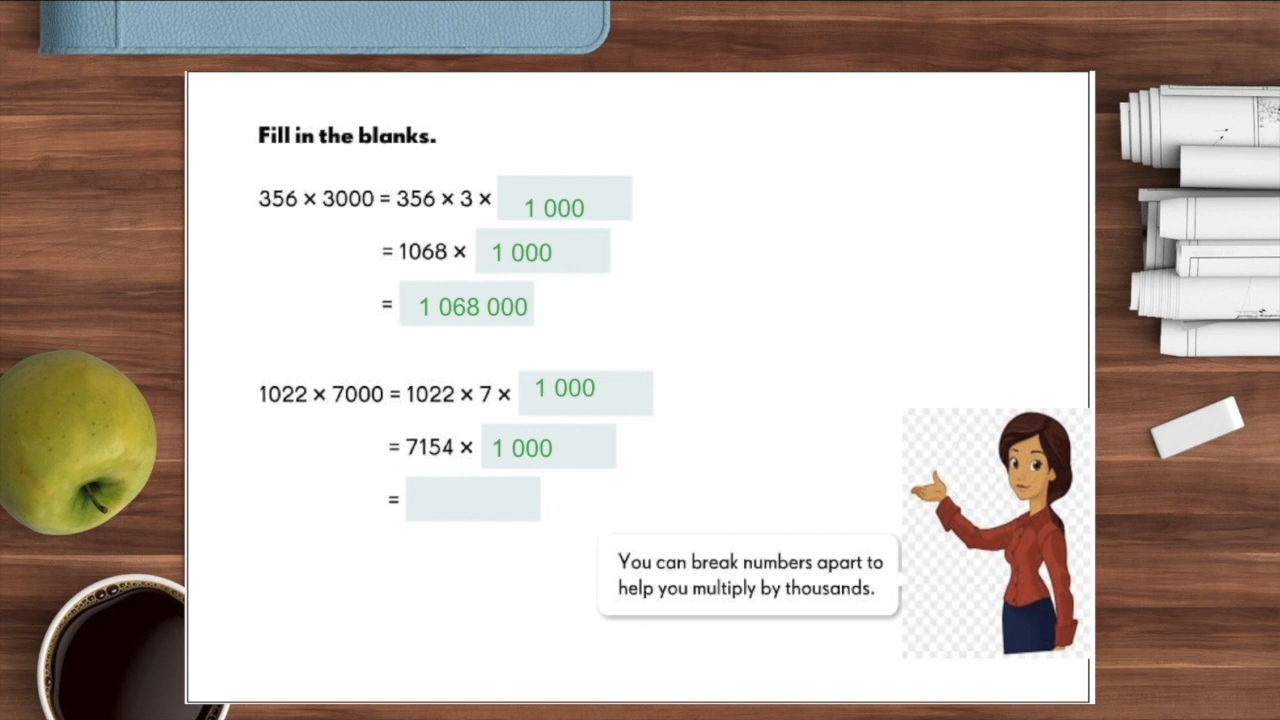 Fill in the blanks.
356 × 3000 = 356 × 3 × 1 000
= 1068 × 1 000
= 1 068 000
1022 × 7000 = 1022 × 7 × 1 000
= 7154 × 1 000
=
You can break numbers apart to
help you multiply by thousands.